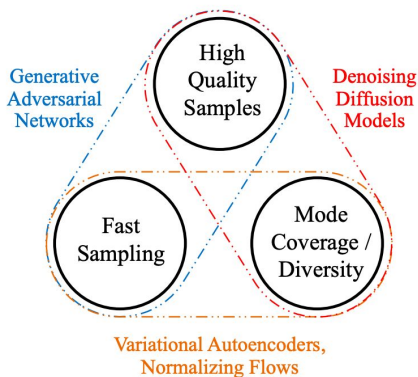 High
Quality
Samples
Generative
Adversarial
Networks
Denoising
Diffusion
Models
Fast
Sampling
Mode
Coverage /
Diversity
Variational Autoencoders,
Normalizing Flows